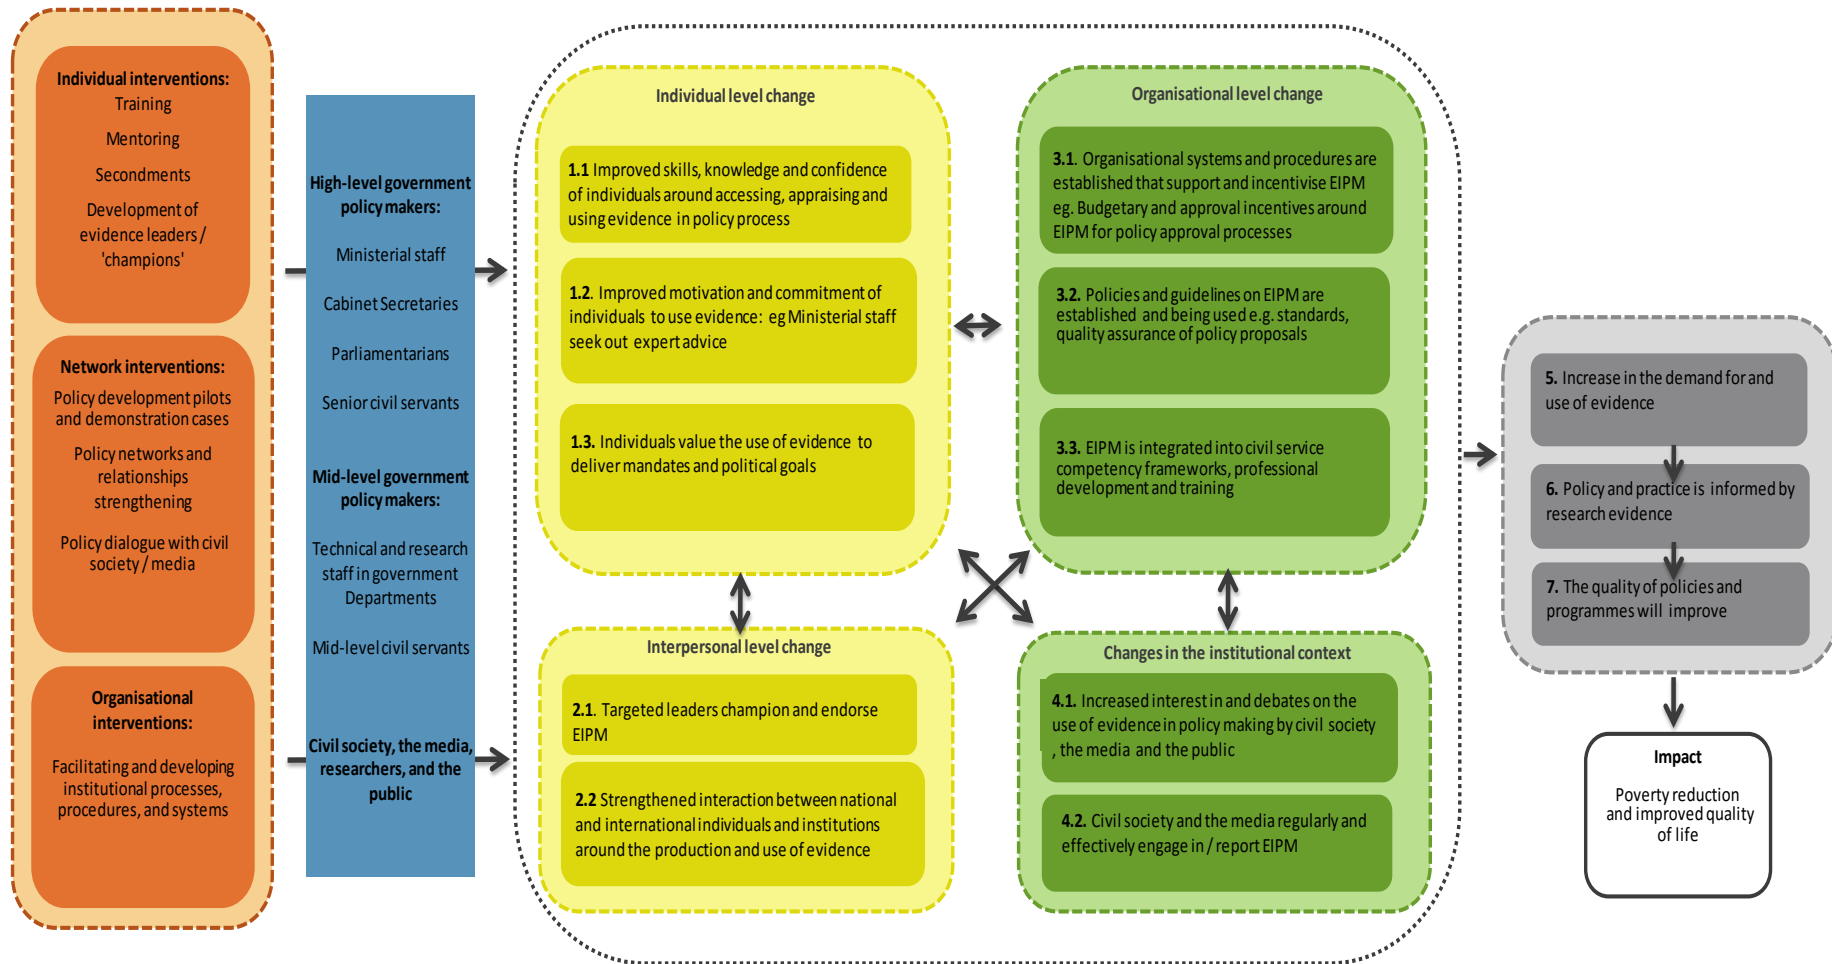 Individual interventions:
Training
Mentoring
Secondments
Development of
evidence leaders /
'champions'
Network interventions:
Policy development pilots
and demonstration cases
Policy networks and
relationships
strengthening
Policy dialogue with civil
society / media
Organisational
interventions:
Facilitating and developing
institutional processes,
procedures, and systems
High-level government
policy makers:
Ministerial staff
Cabinet Secretaries
Parliamentarians
Senior civil servants
Mid-level government
policy makers:
Technical and research
staff in government
Departments
Mid-level civil servants
Civil society, the media,
researchers, and the
public
Individual level change
1.1 Improved skills, knowledge and confidence
of individuals around accessing, appraising and
using evidence in policy process
1.2. Improved motivation and commitment of
individuals to use evidence: eg Ministerial staff
seek out expert advice
1.3. Individuals value the use of evidence to
deliver mandates and political goals
Interpersonal level change
2.1. Targeted leaders champion and endorse
EIPM
2.2 Strengthened interaction between national
and international individuals and institutions
around the production and use of evidence
Organisational level change
3.1. Organisational systems and procedures are
established that support and incentivise EIPM
eg. Budgetary and approval incentives around
EIPM for policy approval processes
3.2. Policies and guidelines on EIPM are
established and being used e.g. standards,
quality assurance of policy proposals
3.3. EIPM is integrated into civil service
competency frameworks, professional
development and training
Changes in the institutional context
4.1. Increased interest in and debates on the
use of evidence in policy making by civil society
, the media and the public
4.2. Civil society and the media regularly and
effectively engage in / report EIPM
5. Increase in the demand for and
use of evidence
6. Policy and practice is informed by
research evidence
7. The quality of policies and
programmes will improve
Impact
Poverty reduction
and improved quality
of life